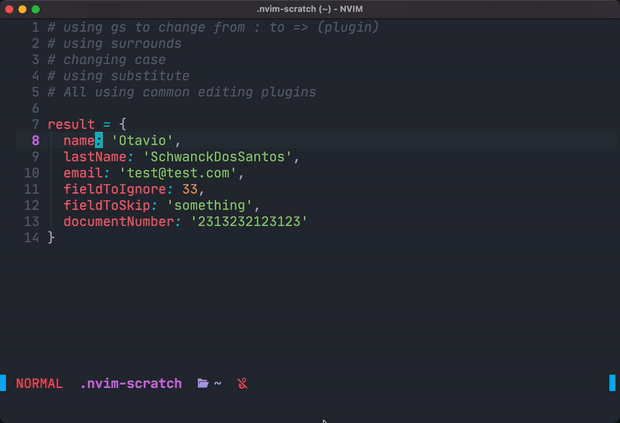 .nvim-scratch (~) - NVIM
1 # using gs to change from : to => (plugin)
2 # using surrounds
3 # changing case
4 # using substitute
5 # All using common editing plugins
6
7 result = {
8 name: 'Otavio',
9 lastName: 'SchwanckDosSantos',
10 email: 'test@test.com',
11 fieldToIgnore: 33,
12 fieldToSkip: 'something',
13 documentNumber: '2313232123123'
14 }
NORMAL .nvim-scratch ~